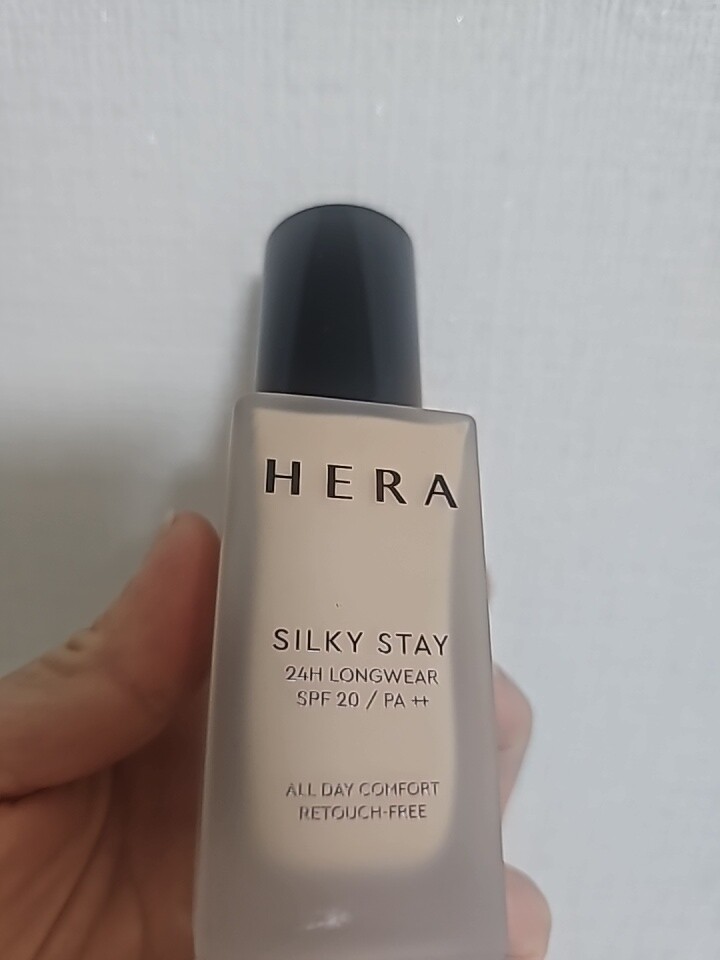 HERA
SILKY STAY
24H LONGWEAR
SPF 20 / PA ++
ALL DAY COMFORT
RETOUCH-FREE